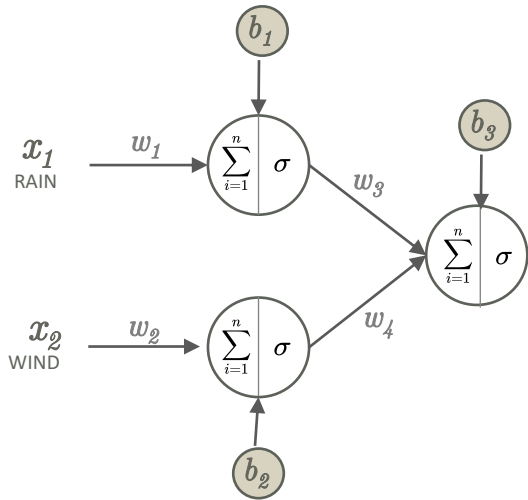 b₁
x₁
RAIN
w₁
n
∑
i=1
σ
w₃
b₃
n
∑
i=1
σ
x₂
WIND
w₂
n
∑
i=1
σ
w₄
b₂